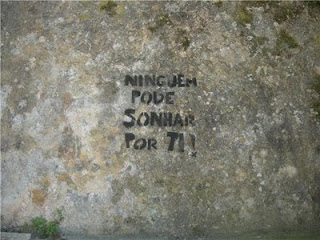 NINGUÉM
PODE
SONHAR
POR TI!